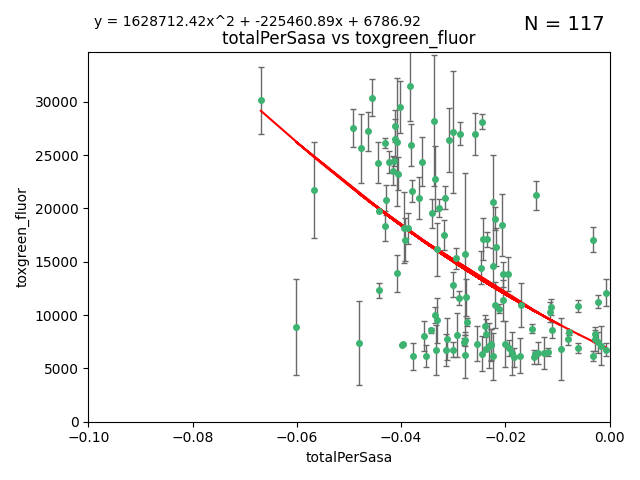 y = 1628712.42x^2 + -225460.89x + 6786.92
N = 117
totalPerSasa vs toxgreen_fluor
toxgreen_fluor
30000
25000
20000
15000
10000
5000
0
−0.10 −0.08 −0.06 −0.04 −0.02 0.00
totalPerSasa